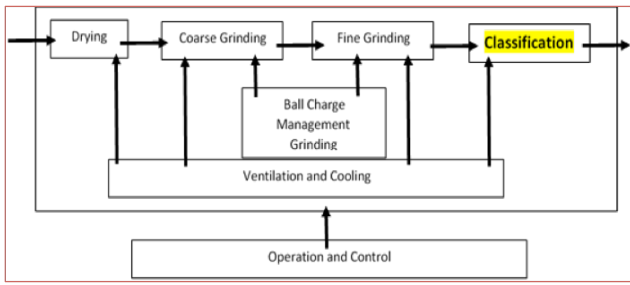 Drying
Coarse Grinding
Fine Grinding
Classification
Ball Charge
Management
Grinding
Ventilation and Cooling
Operation and Control